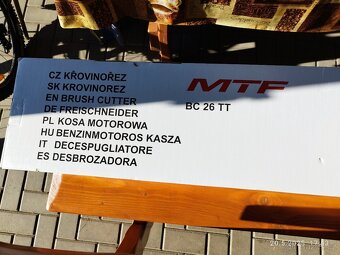 CZ KŘOVINOŘEZ
SK KROVINOREZ
EN BRUSH CUTTER
DE FREISCHNEIDER
PL KOSA MOTOROWA
HU BENZINMOTOROS KASZA
IT DECESPUGLIATORE
ES DESBROZADORA
MTF
BC 26 TT